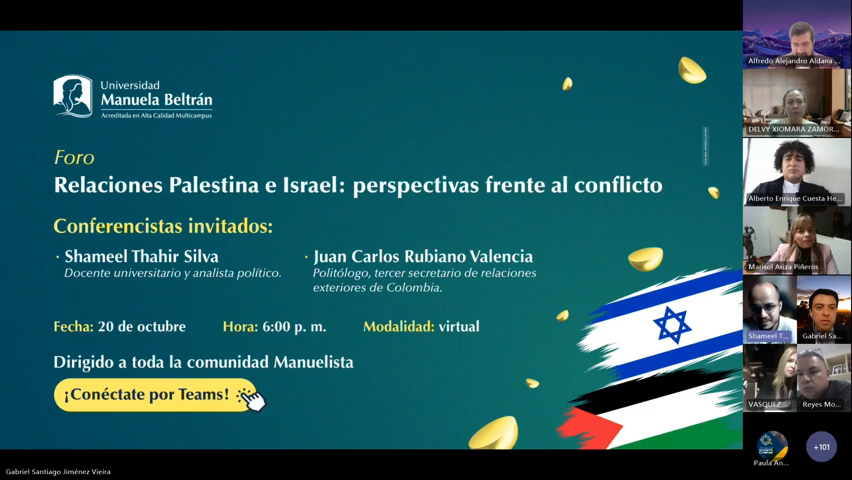 Universidad
Manuela Beltrán
Acreditada en Alta Calidad Multicampus
Foro
Relaciones Palestina e Israel: perspectivas frente al conflicto
Conferencistas invitados:
· Shameel Thahir Silva
Docente universitario y analista político.
· Juan Carlos Rubiano Valencia
Politólogo, tercer secretario de relaciones
exteriores de Colombia.
Fecha: 20 de octubre
Hora: 6:00 p. m.
Modalidad: virtual
Dirigido a toda la comunidad Manuelista
¡Conéctate por Teams!
Gabriel Santiago Jiménez Vieira
Alfredo Alejandro Aldana ...
DELVY XIOMARA ZAMOR...
Alberto Enrique Cuesta He...
Marisol Ariza Piñeros
Shameel T...
Gabriel Sa...
VASQUEZ
Reyes Mo...
Paula An...
+101